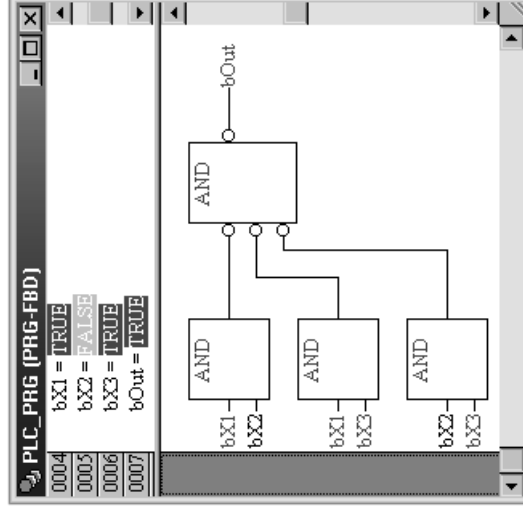 PLC_PRG (PRG-FBD)
0004 bX1 = TRUE
0005 bX2 = FALSE
0006 bX3 = TRUE
0007 bOut = TRUE
AND
bX1
bX2
AND
bOut
AND
bX1
bX3
AND
bX2
bX3